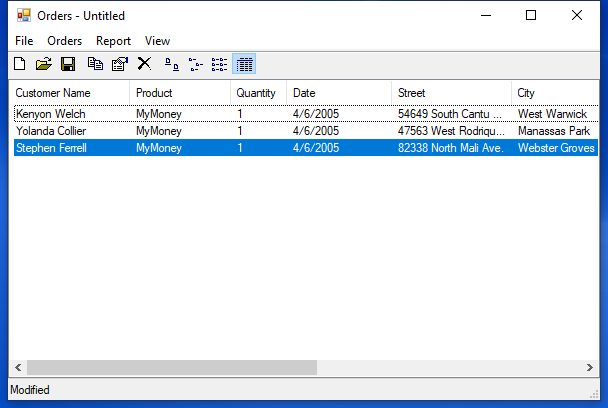 Orders - Untitled
File Orders Report View
Customer Name Product Quantity Date Street City
Kenyon Welch MyMoney 1 4/6/2005 54649 South Cantu ... West Warwick
Yolanda Collier MyMoney 1 4/6/2005 47563 West Rodriqu... Manassas Park
Stephen Ferrell MyMoney 1 4/6/2005 82338 North Mali Ave. Webster Groves
Modified